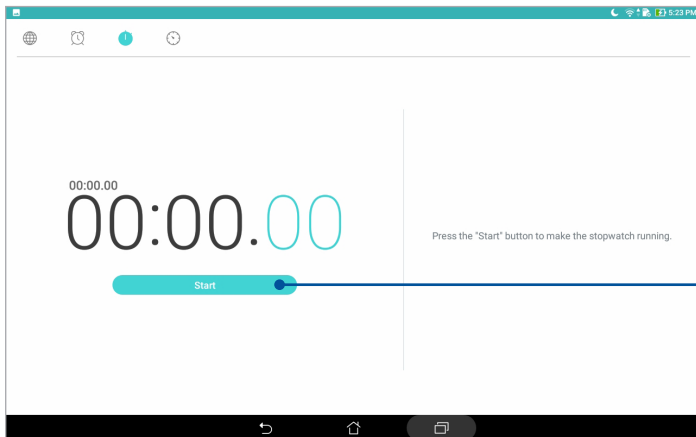 5:23 PM
00:00.00
00:00.00
Start
Press the "Start" button to make the stopwatch running.